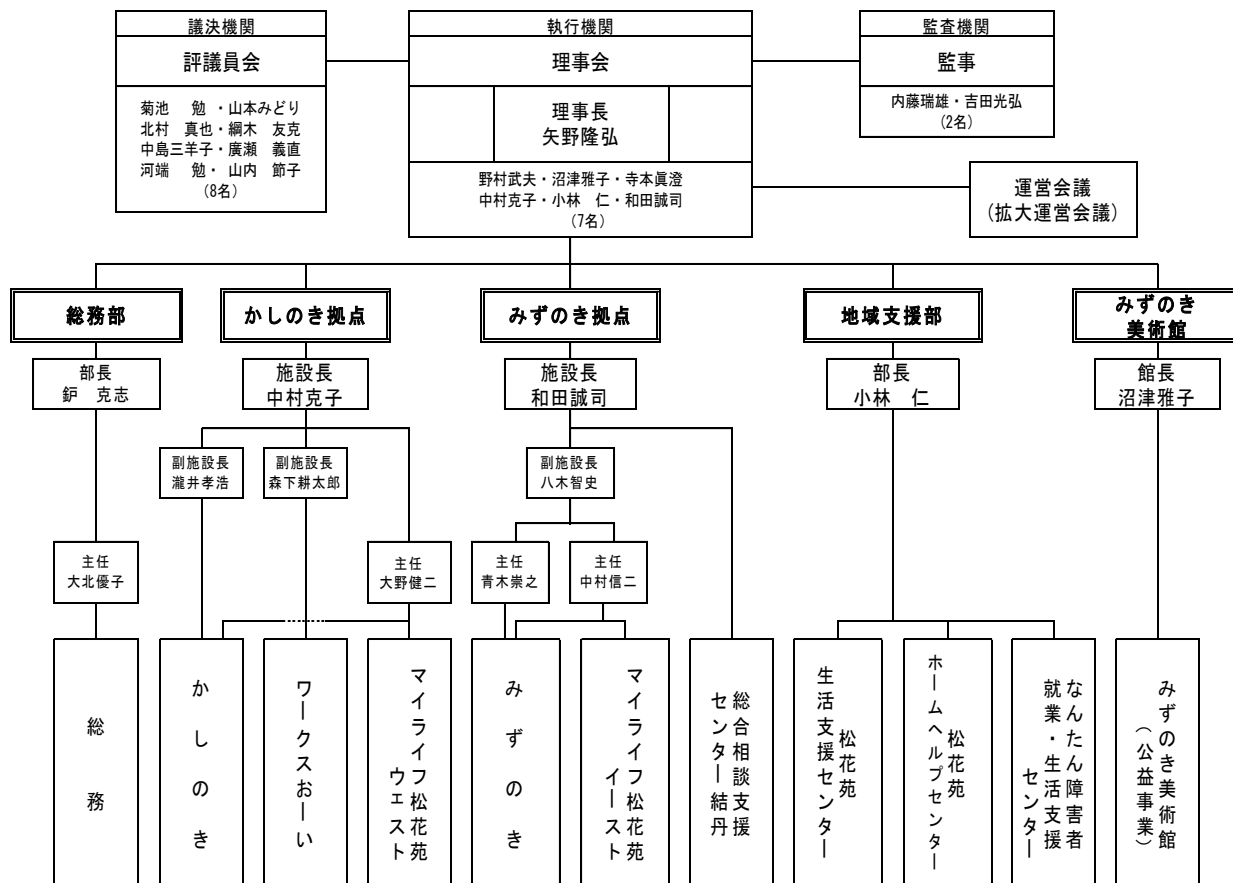 議決機関
評議員会
菊池　勉・山本みどり
北村　真也・綱木　友克
中島三羊子・廣瀬　義直
河端　勉・山内　節子
(8名)
執行機関
理事会
理事長
矢野隆弘
野村武夫・沼津雅子・寺本眞澄
中村克子・小林　仁・和田誠司
(7名)
監査機関
監事
内藤瑞雄・吉田光弘
(2名)
運営会議
(拡大運営会議)
総務部
かしのき拠点
みずのき拠点
地域支援部
みずのき
美術館
部長
鈩　克志
施設長
中村克子
施設長
和田誠司
部長
小林　仁
館長
沼津雅子
副施設長
瀧井孝浩
副施設長
森下耕太郎
副施設長
八木智史
主任
大北優子
主任
大野健二
主任
青木崇之
主任
中村信二
総務
かしのき
ワークスおーい
マイライフ松花苑
ウェスト
みずのき
マイライフ松花苑
イースト
総合相談支援
センター結丹
松花苑
生活支援センター
松花苑
ホームヘルプセンター
なんたん障害者
就業・生活支援
センター
みずのき美術館
(公益事業)